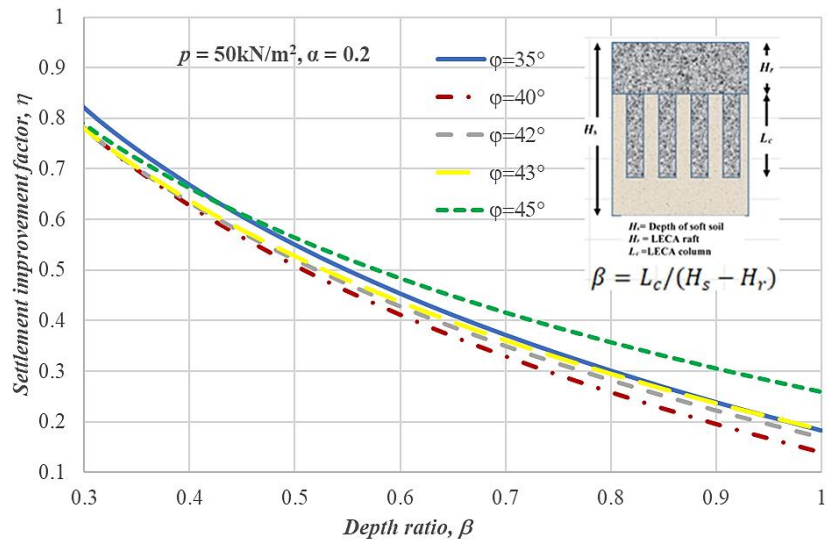 1
0.9
0.8
0.7
0.6
0.5
0.4
0.3
0.2
0.1
0.3
0.4
0.5
0.6
0.7
0.8
0.9
1
Settlement improvement factor, η
Depth ratio, β
p = 50kN/m², α = 0.2
φ=35°
φ=40°
φ=42°
φ=43°
φ=45°
Hs
Hr
Lc
Hs= Depth of soft soil
Hr = LECA raft
Lc =LECA column
β = Lc/(Hs − Hr)